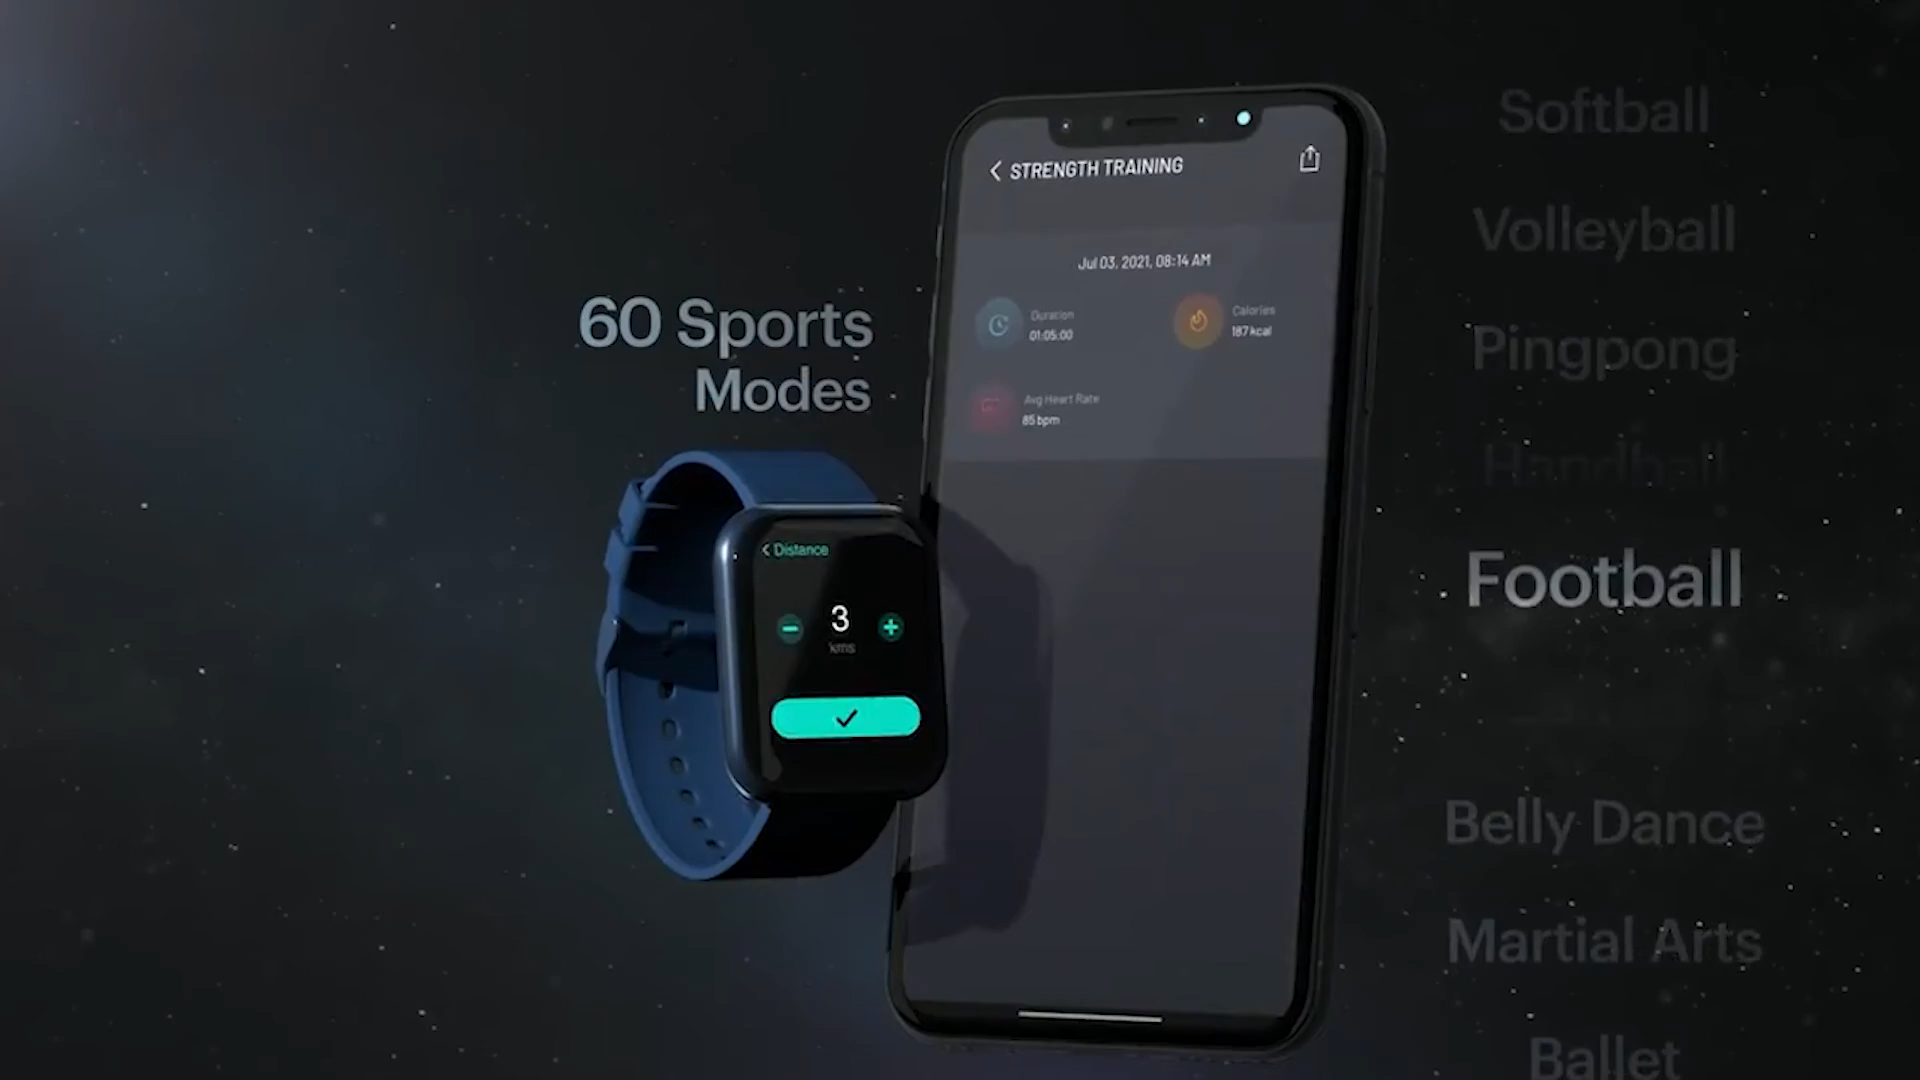 60 Sports
Modes
< Distance
3
kms
STRENGTH TRAINING
Jul 03, 2021, 08:14 AM
Duration
01:05:00
Calories
187 kcal
Avg Heart Rate
85 bpm
Softball
Volleyball
Pingpong
Handball
Football
Belly Dance
Martial Arts
Ballet